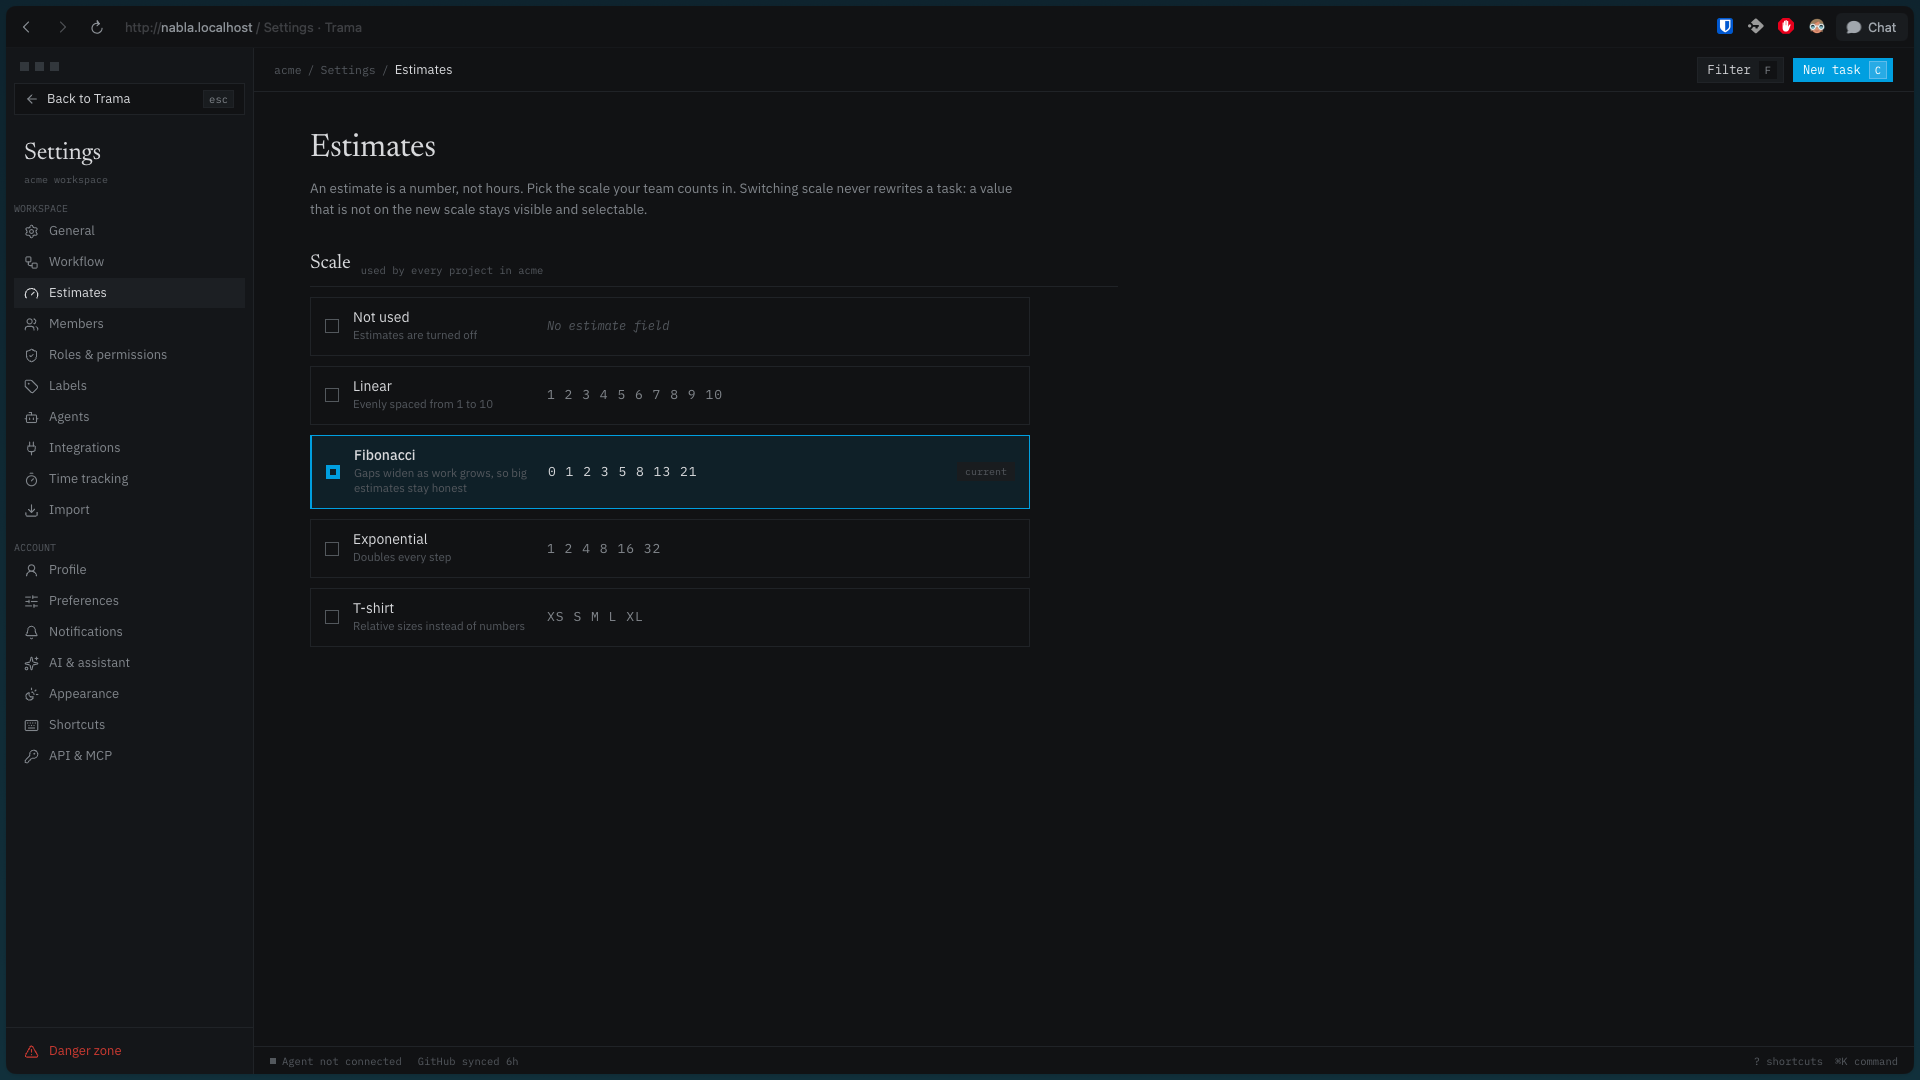 http://nabla.localhost / Settings · Trama
Chat
Back to Trama esc
Settings
acme workspace
WORKSPACE
General
Workflow
Estimates
Members
Roles & permissions
Labels
Agents
Integrations
Time tracking
Import
ACCOUNT
Profile
Preferences
Notifications
AI & assistant
Appearance
Shortcuts
API & MCP
Danger zone
acme / Settings / Estimates
Filter F
New task C
Estimates
An estimate is a number, not hours. Pick the scale your team counts in. Switching scale never rewrites a task: a value
that is not on the new scale stays visible and selectable.
Scale used by every project in acme
Not used
Estimates are turned off
No estimate field
Linear
Evenly spaced from 1 to 10
1 2 3 4 5 6 7 8 9 10
Fibonacci
Gaps widen as work grows, so big
estimates stay honest
0 1 2 3 5 8 13 21
current
Exponential
Doubles every step
1 2 4 8 16 32
T-shirt
Relative sizes instead of numbers
XS S M L XL
Agent not connected GitHub synced 6h
? shortcuts ⌘K command